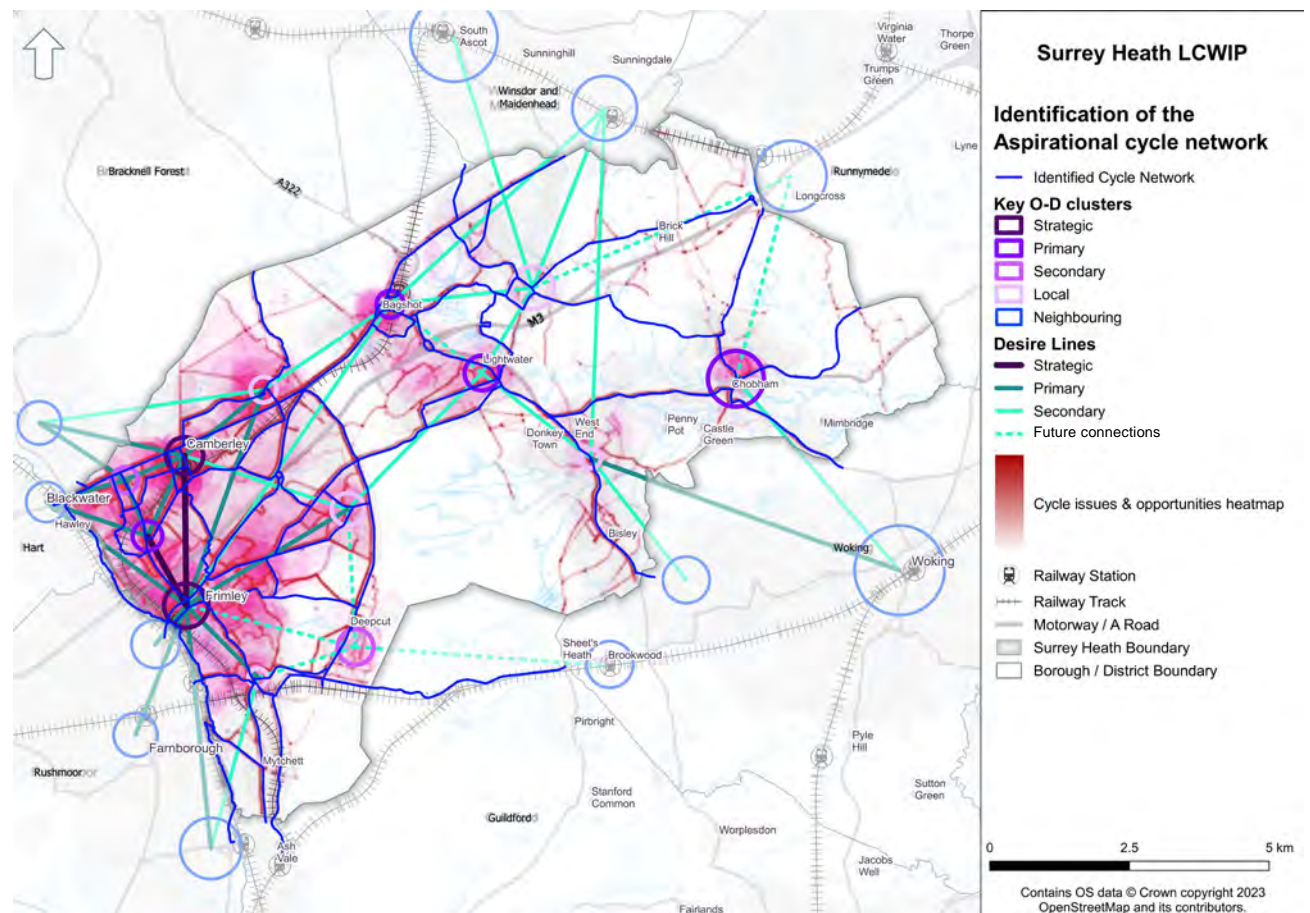 South
Ascot
Sunninghill
Sunningdale
Virginia
Water
Thorpe
Green
Trumps
Green
Winsdor and
Maidenhead
Lyne
Bracknell Forest
A322
Runnymede
Longcross
Brick
Hill
Bagshot
M3
Lightwater
Chobham
Camberley
Donkey
Town
West
End
Penny
Pot
Castle
Green
Mimbridge
Blackwater
Hawley
Hart
Bisley
Woking
Woking
Frimley
Deepcut
Sheet's
Heath
Brookwood
Pirbright
Farnborough
Mytchett
Rushmoor
Pyle
Hill
Stanford
Common
Sutton
Green
Guildford
Worplesdon
Ash
Vale
Jacobs
Well
Fairlands
Surrey Heath LCWIP
Identification of the
Aspirational cycle network
Identified Cycle Network
Key O-D clusters
Strategic
Primary
Secondary
Local
Neighbouring
Desire Lines
Strategic
Primary
Secondary
Future connections
Cycle issues & opportunities heatmap
Railway Station
Railway Track
Motorway / A Road
Surrey Heath Boundary
Borough / District Boundary
0 2.5 5 km
Contains OS data © Crown copyright 2023
OpenStreetMap and its contributors.